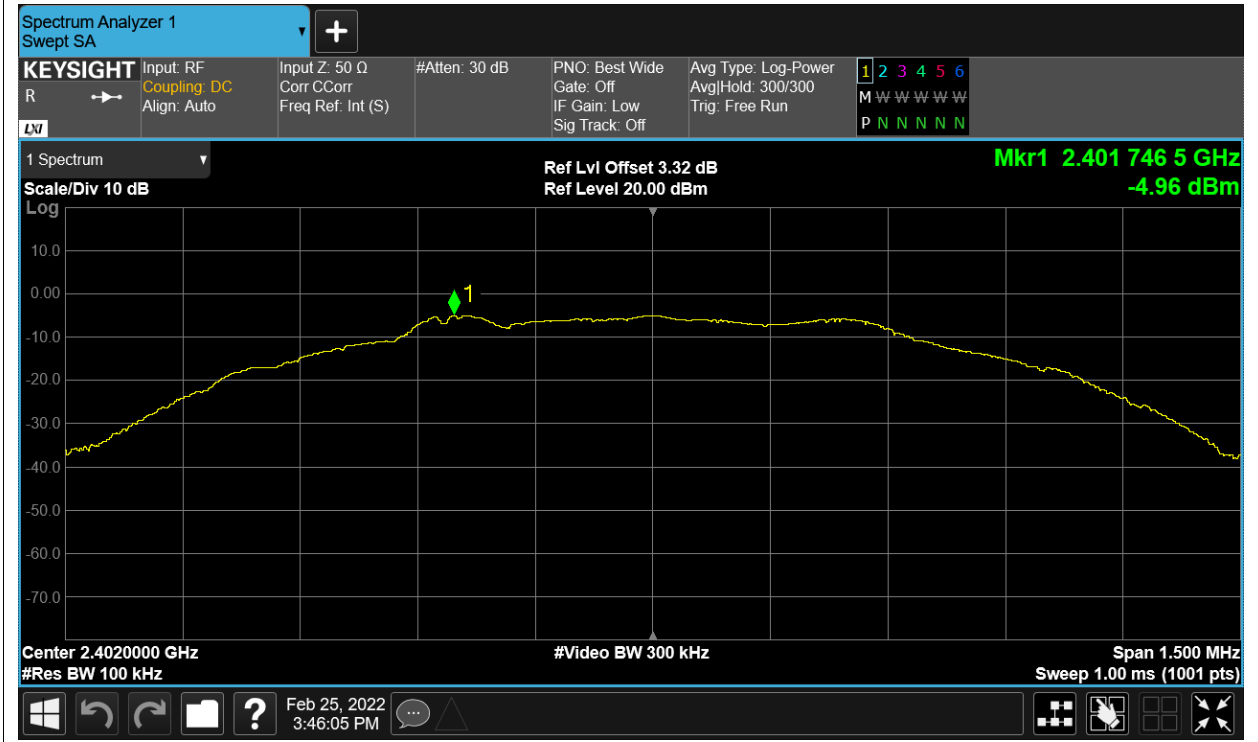 Spectrum Analyzer 1
Swept SA
+
KEYSIGHT
R
LXI
Input: RF
Coupling: DC
Align: Auto
Input Z: 50 Ω
Corr CCorr
Freq Ref: Int (S)
#Atten: 30 dB
PNO: Best Wide
Gate: Off
IF Gain: Low
Sig Track: Off
Avg Type: Log-Power
Avg|Hold: 300/300
Trig: Free Run
1 2 3 4 5 6
M W W W W W W
P N N N N N N
1 Spectrum
Scale/Div 10 dB
Log
Ref Lvl Offset 3.32 dB
Ref Level 20.00 dBm
Mkr1 2.401 746 5 GHz
-4.96 dBm
10.0
0.00
-10.0
-20.0
-30.0
-40.0
-50.0
-60.0
-70.0
1
Center 2.4020000 GHz
#Res BW 100 kHz
#Video BW 300 kHz
Span 1.500 MHz
Sweep 1.00 ms (1001 pts)
?
Feb 25, 2022
3:46:05 PM